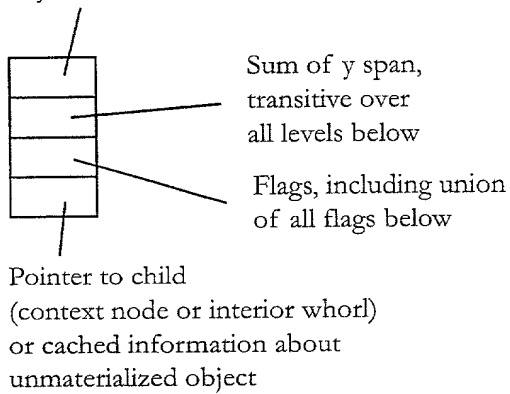 Sum of y span,
transitive over
all levels below
Flags, including union
of all flags below
Pointer to child
(context node or interior whorl)
or cached information about
unmaterialized object